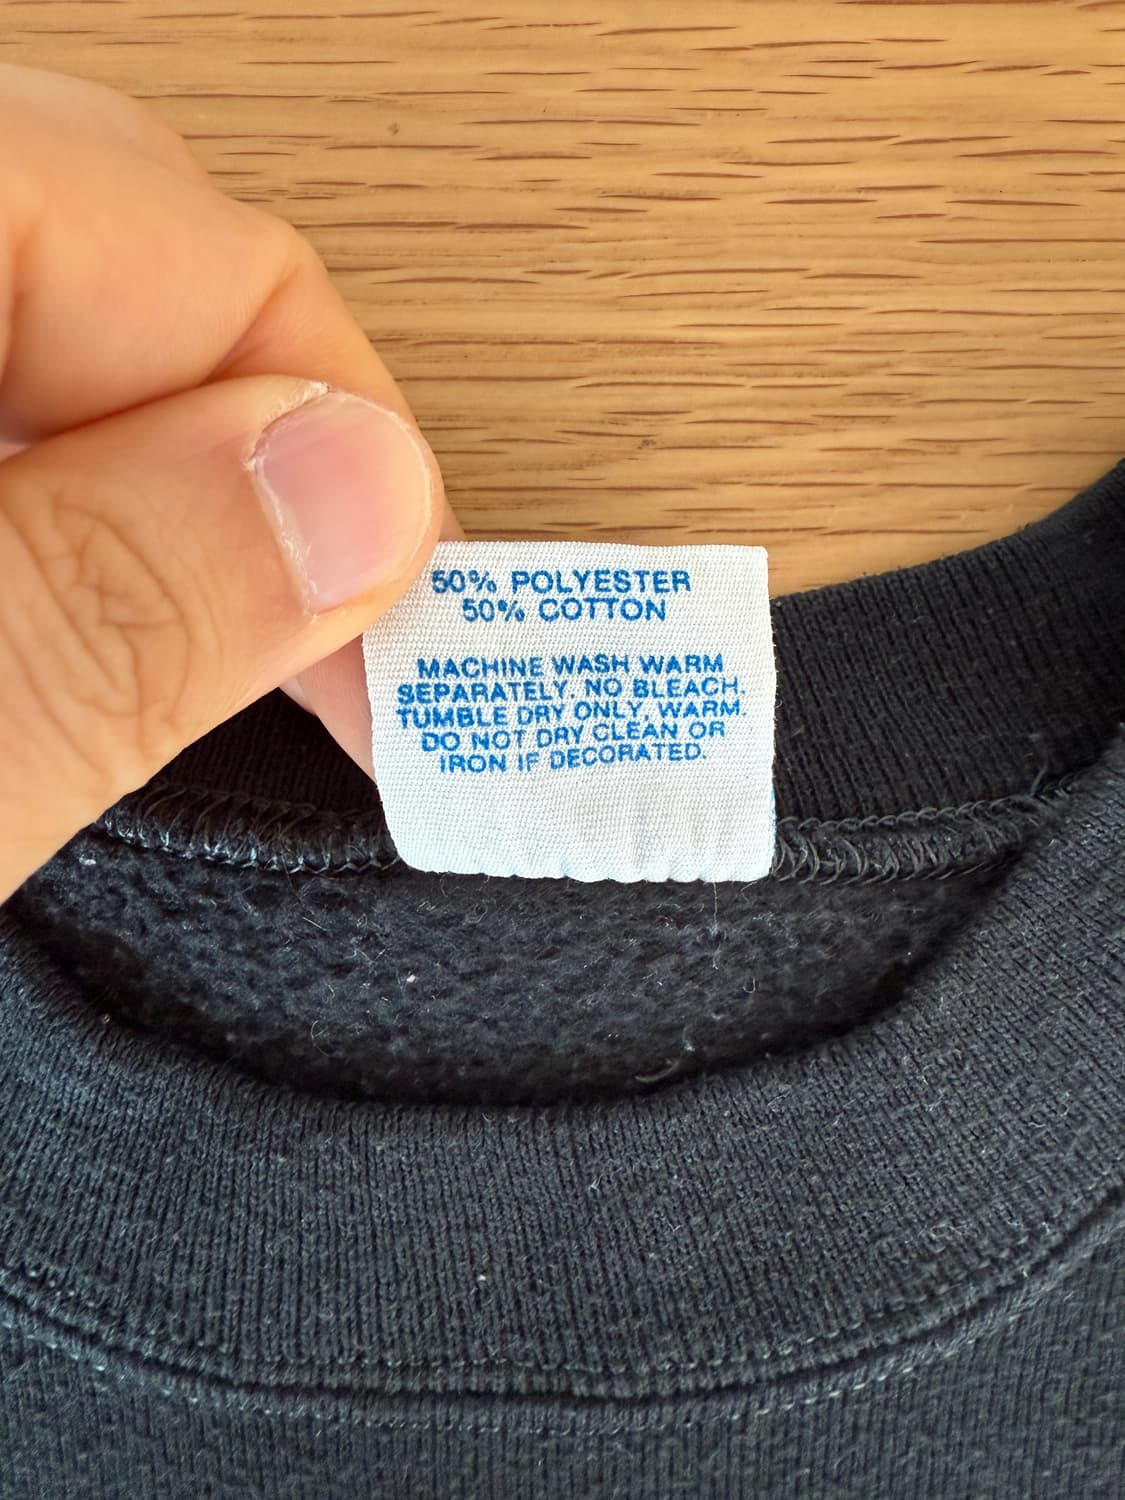 50% POLYESTER
50% COTTON
MACHINE WASH WARM
SEPARATELY. NO BLEACH.
TUMBLE DRY ONLY, WARM.
DO NOT DRY CLEAN OR
IRON IF DECORATED.